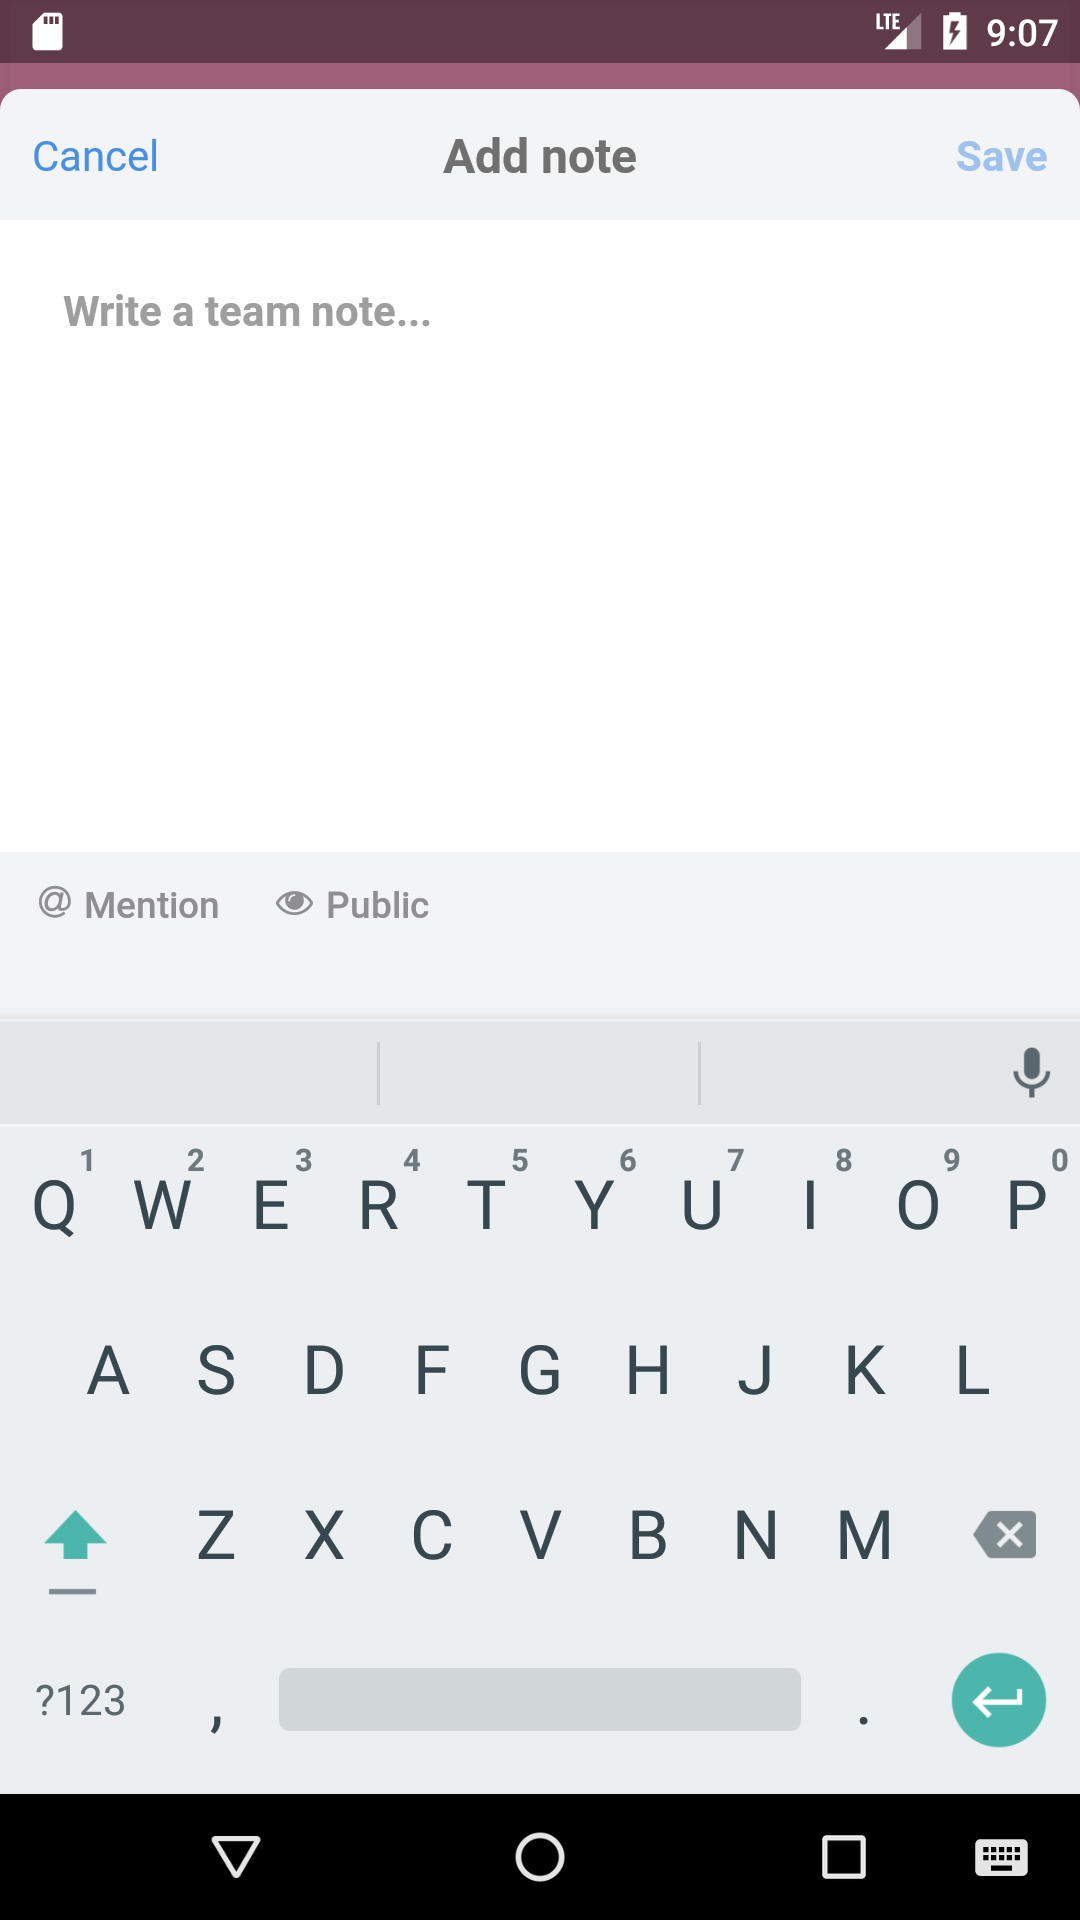 LTE 9:07
Cancel Add note Save
Write a team note...
@ Mention Public
1 2 3 4 5 6 7 8 9 0
Q W E R T Y U I O P
A S D F G H J K L
Z X C V B N M
?123 , .